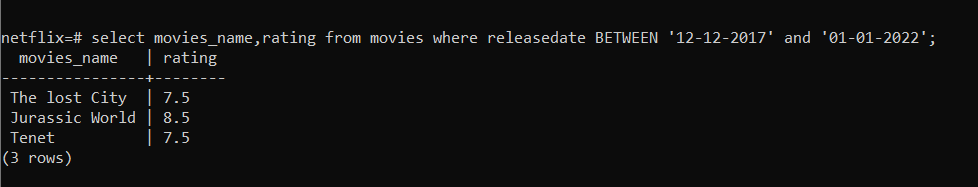 netflix=# select movies_name,rating from movies where releasedate BETWEEN '12-12-2017' and '01-01-2022';
  movies_name   | rating
----------------+--------
 The lost City  | 7.5
 Jurassic World | 8.5
 Tenet          | 7.5
(3 rows)